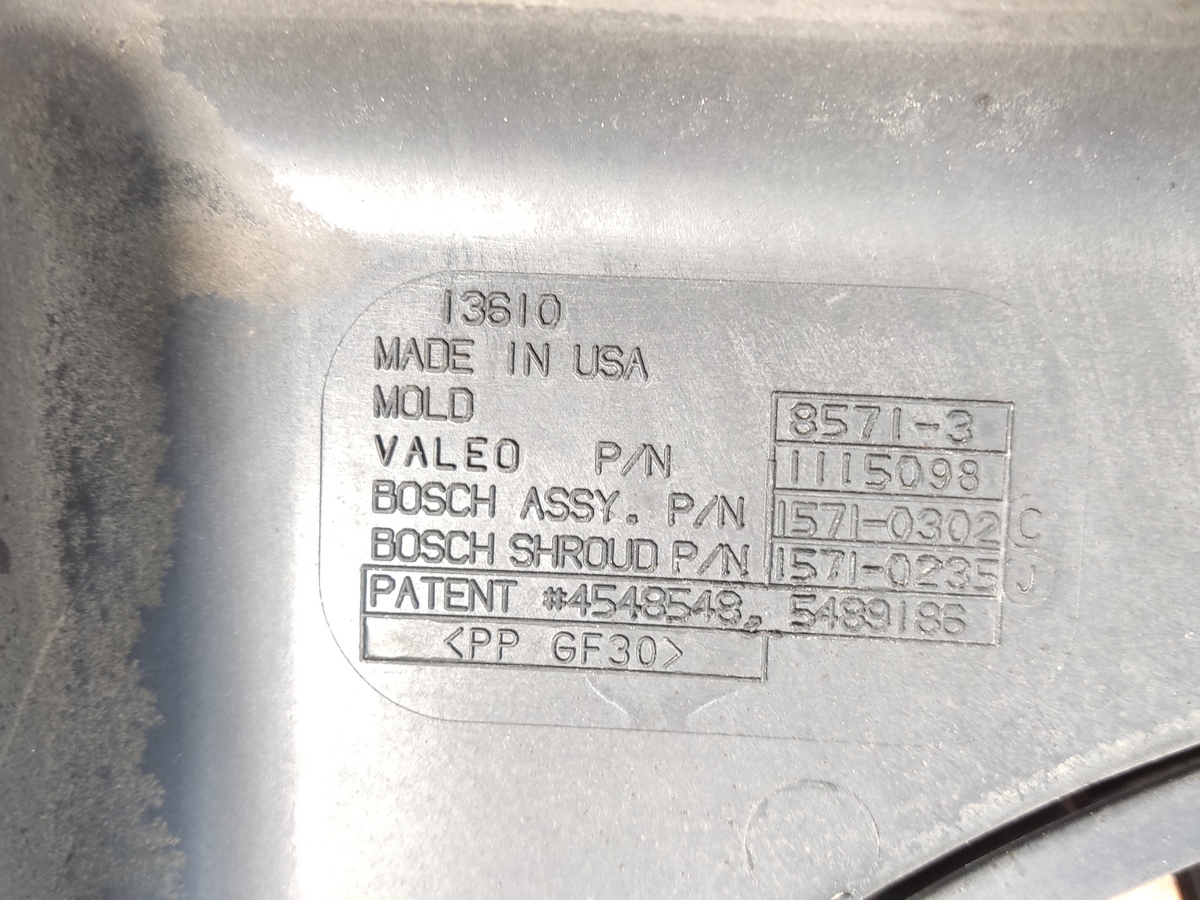 13610
MADE IN USA
MOLD 8571-3
VALEO P/N 1115098
BOSCH ASSY. P/N 1571-0302 C
BOSCH SHROUD P/N 1571-0235 J
PATENT #4548548, 5489186
<PP GF30>